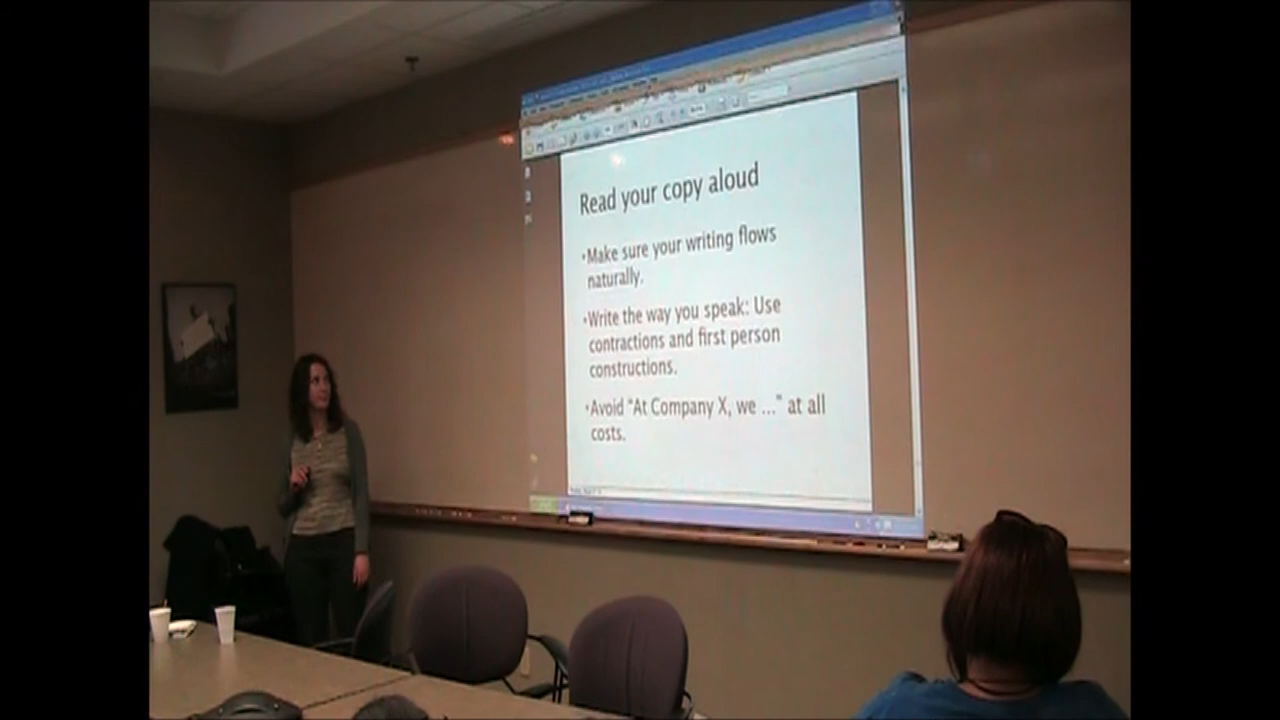 Read your copy aloud
•Make sure your writing flows
naturally.
•Write the way you speak: Use
contractions and first person
constructions.
•Avoid "At Company X, we ..." at all
costs.